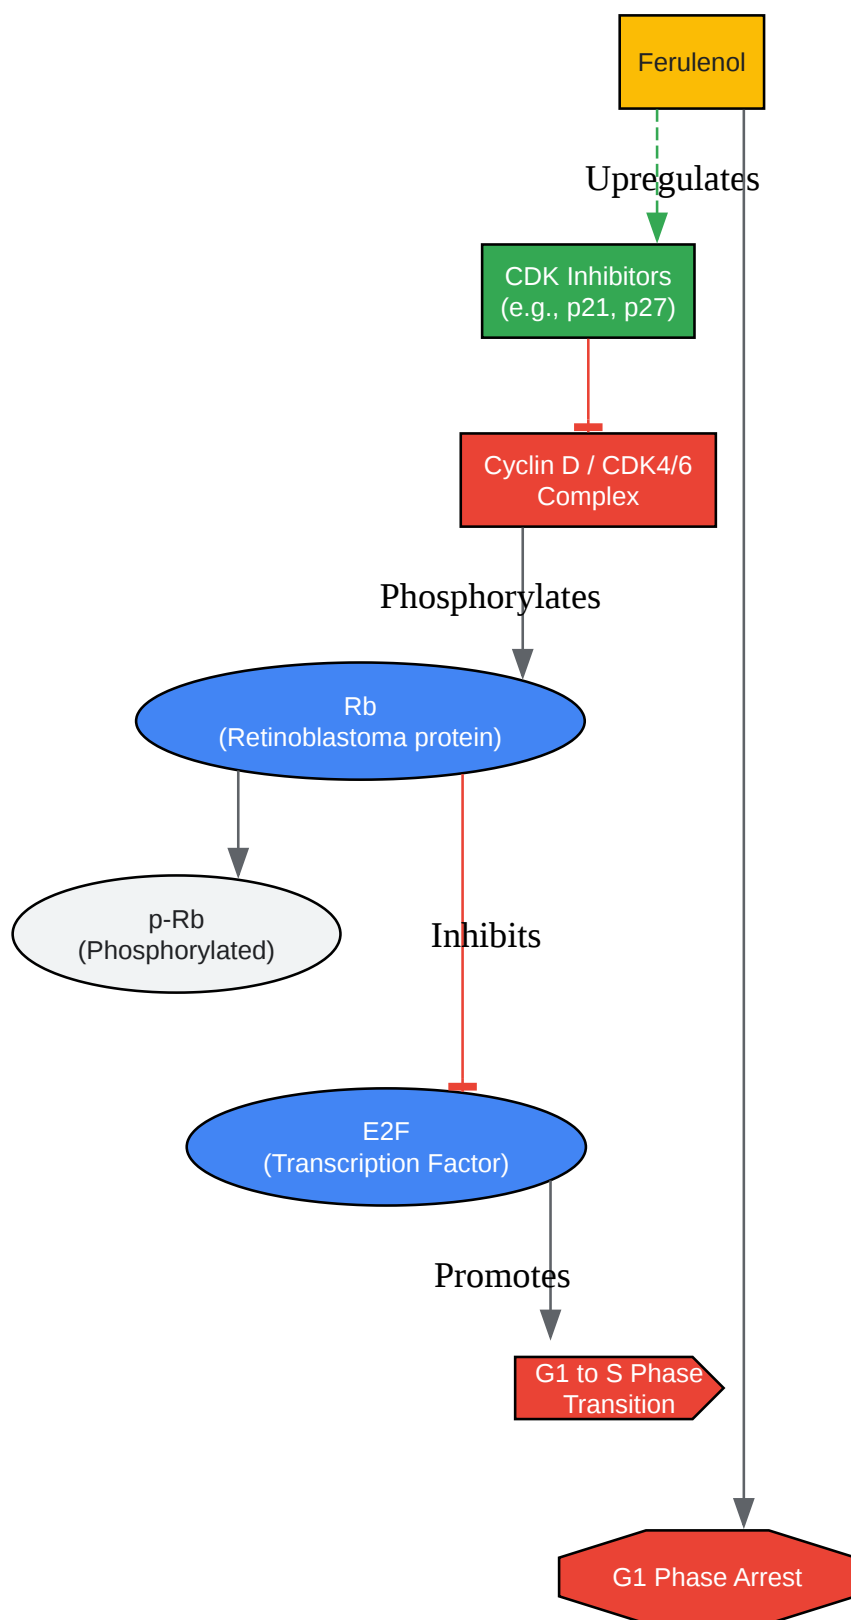 Ferulenol
Upregulates
CDK Inhibitors
(e.g., p21, p27)
Cyclin D / CDK4/6
Complex
Phosphorylates
Rb
(Retinoblastoma protein)
p-Rb
(Phosphorylated)
Inhibits
E2F
(Transcription Factor)
Promotes
G1 to S Phase
Transition
G1 Phase Arrest